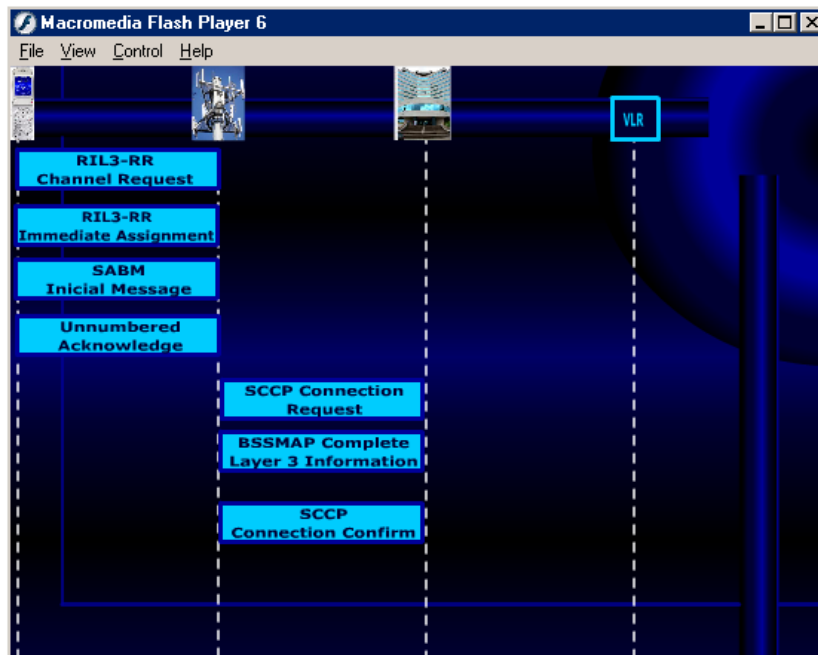 Macromedia Flash Player 6
File View Control Help
VLR
RIL3-RR
Channel Request
RIL3-RR
Immediate Assignment
SABM
Inicial Message
Unnumbered
Acknowledge
SCCP Connection
Request
BSSMAP Complete
Layer 3 Information
SCCP
Connection Confirm